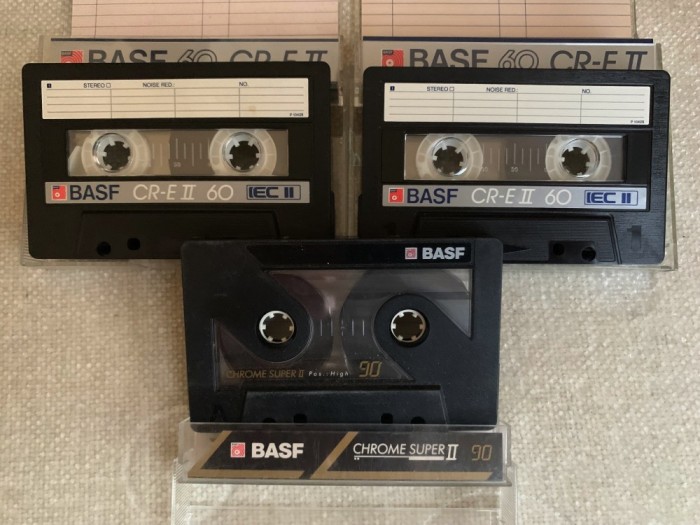 BASF 60 CR-E II
BASF 60 CR-E II
STEREO NOISE RED. NO.
BASF CR-E II 60 IEC II
STEREO NOISE RED. NO.
BASF CR-E II 60 IEC II
BASF
CHROME SUPER II Pos.: High 90
BASF CHROME SUPER II 90